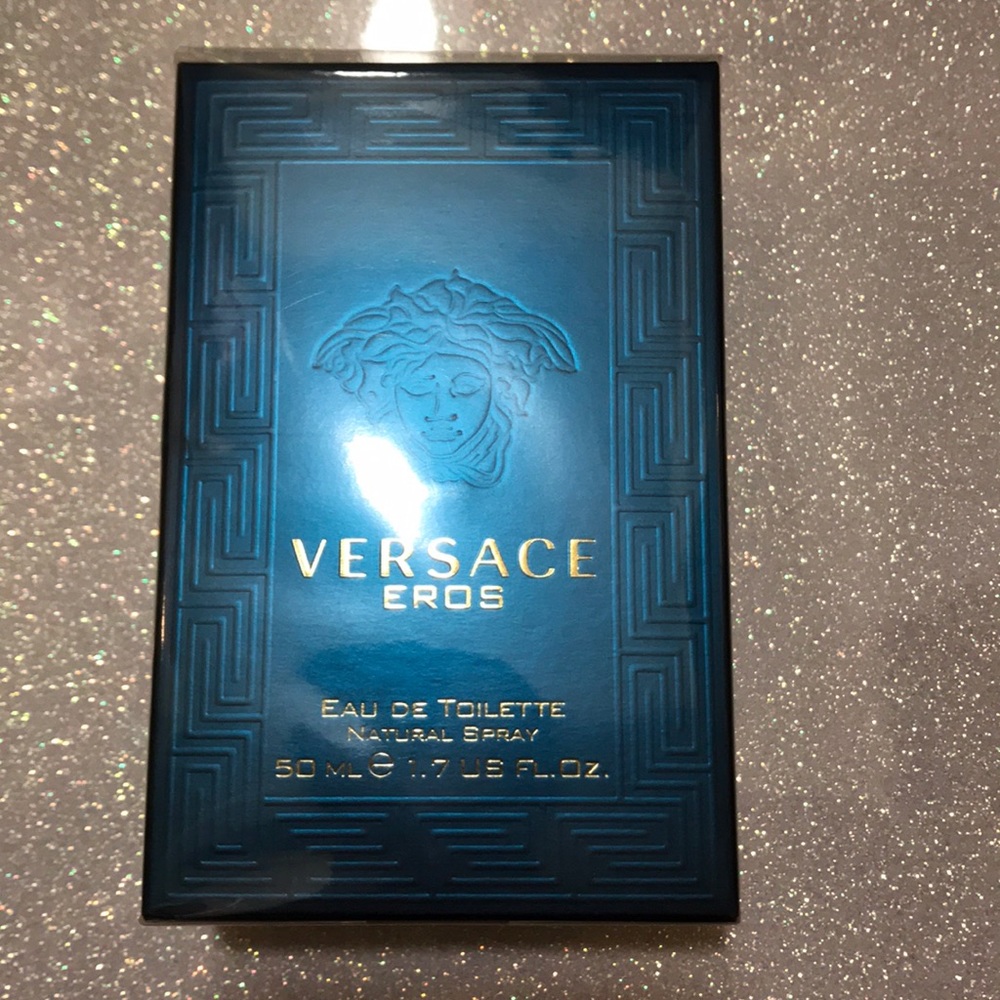 VERSACE
EROS
EAU DE TOILETTE
NATURAL SPRAY
50 ML ℮ 1.7 US FL.OZ.